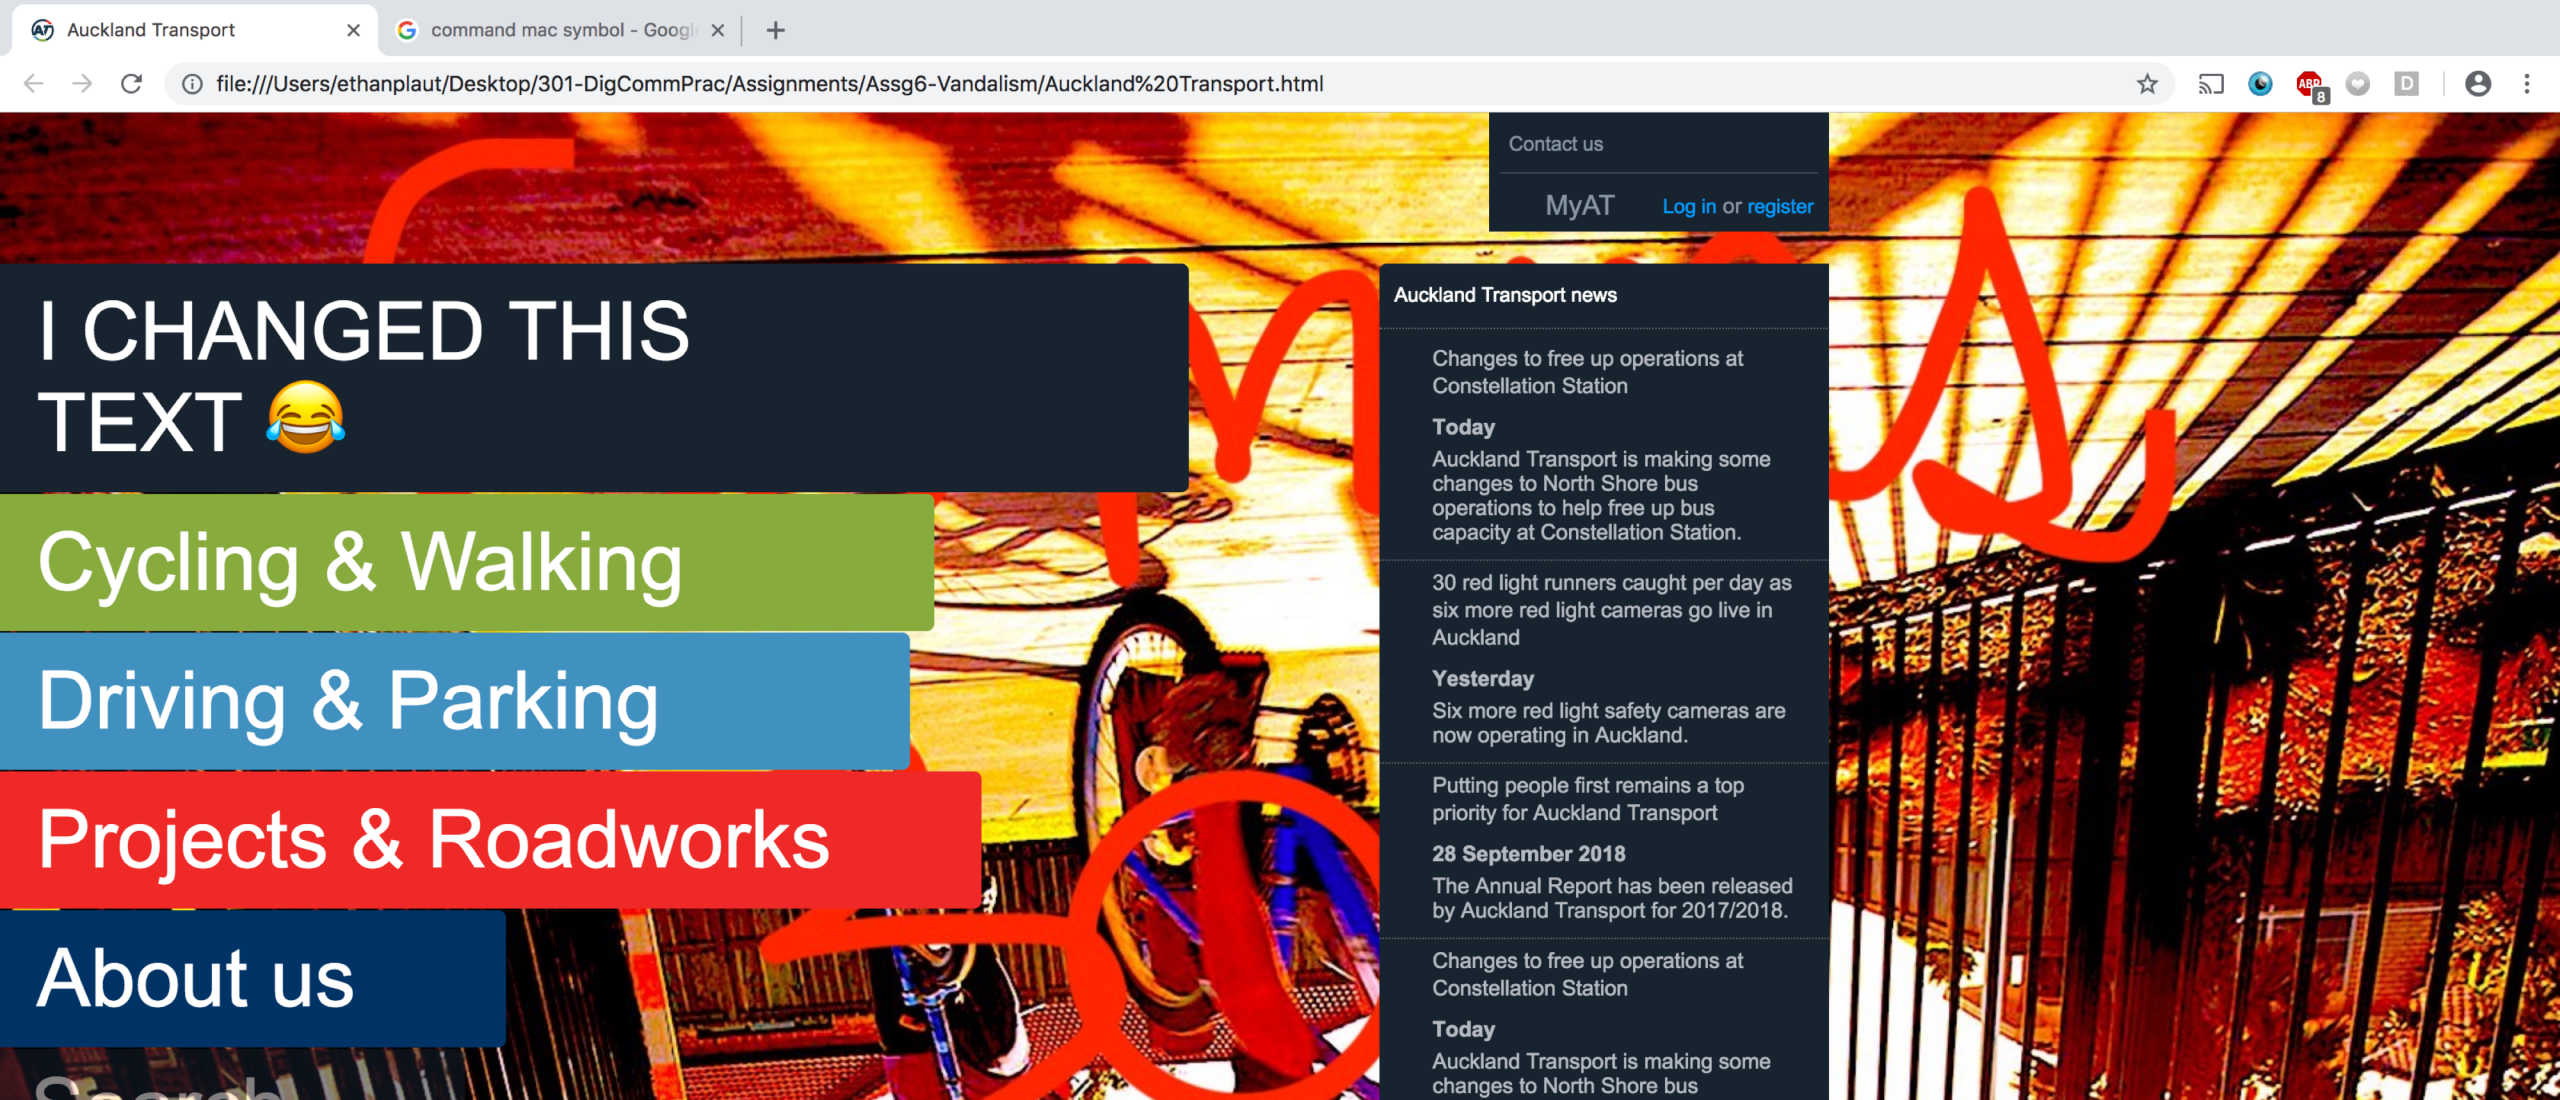 Auckland Transport
command mac symbol - Googl
file:///Users/ethanplaut/Desktop/301-DigCommPrac/Assignments/Assg6-Vandalism/Auckland%20Transport.html
ABP
8
D
Contact us
MyAT Log in or register
I CHANGED THIS
TEXT 😂
Cycling & Walking
Driving & Parking
Projects & Roadworks
About us
Search
Auckland Transport news
Changes to free up operations at
Constellation Station
Today
Auckland Transport is making some
changes to North Shore bus
operations to help free up bus
capacity at Constellation Station.
30 red light runners caught per day as
six more red light cameras go live in
Auckland
Yesterday
Six more red light safety cameras are
now operating in Auckland.
Putting people first remains a top
priority for Auckland Transport
28 September 2018
The Annual Report has been released
by Auckland Transport for 2017/2018.
Changes to free up operations at
Constellation Station
Today
Auckland Transport is making some
changes to North Shore bus